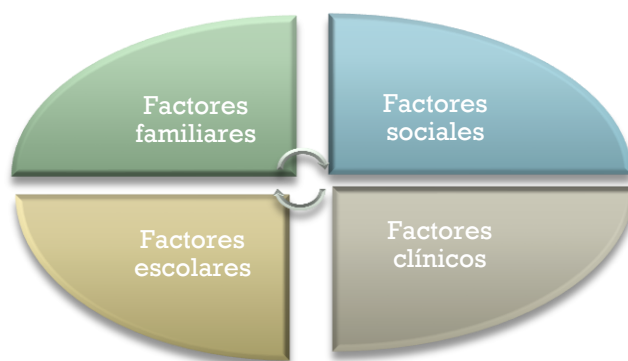 Factores
familiares
Factores
sociales
Factores
escolares
Factores
clínicos